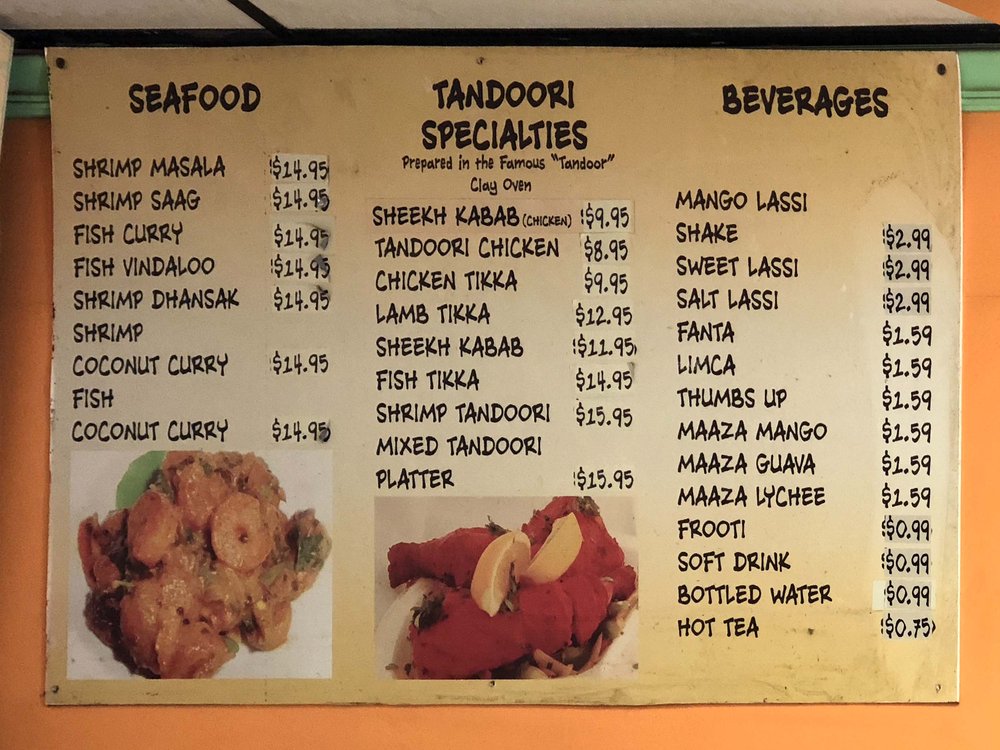 SEAFOOD
SHRIMP MASALA $14.95
SHRIMP SAAG $14.95
FISH CURRY $14.95
FISH VINDALOO $14.95
SHRIMP DHANSAK $14.95
SHRIMP
COCONUT CURRY $14.95
FISH
COCONUT CURRY $14.95
TANDOORI
SPECIALTIES
Prepared in the Famous "Tandoor"
Clay Oven
SHEEKH KABAB (CHICKEN) $9.95
TANDOORI CHICKEN $8.95
CHICKEN TIKKA $9.95
LAMB TIKKA $12.95
SHEEKH KABAB $11.95
FISH TIKKA $14.95
SHRIMP TANDOORI $15.95
MIXED TANDOORI
PLATTER $15.95
BEVERAGES
MANGO LASSI
SHAKE $2.99
SWEET LASSI $2.99
SALT LASSI $2.99
FANTA $1.59
LIMCA $1.59
THUMBS UP $1.59
MAAZA MANGO $1.59
MAAZA GUAVA $1.59
MAAZA LYCHEE $1.59
FROOTI $0.99
SOFT DRINK $0.99
BOTTLED WATER $0.99
HOT TEA $0.75